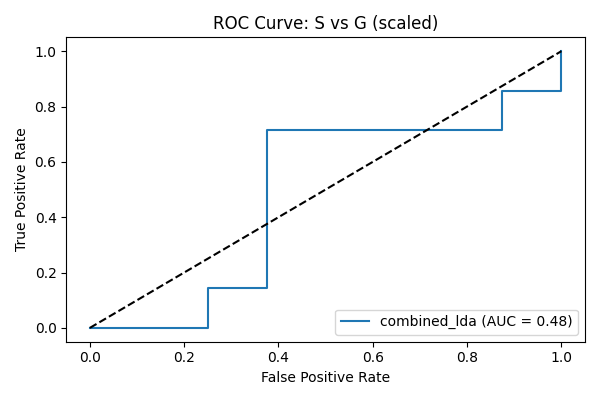 ROC Curve: S vs G (scaled)
True Positive Rate
1.0
0.8
0.6
0.4
0.2
0.0
combined_lda (AUC = 0.48)
0.0 0.2 0.4 0.6 0.8 1.0
False Positive Rate